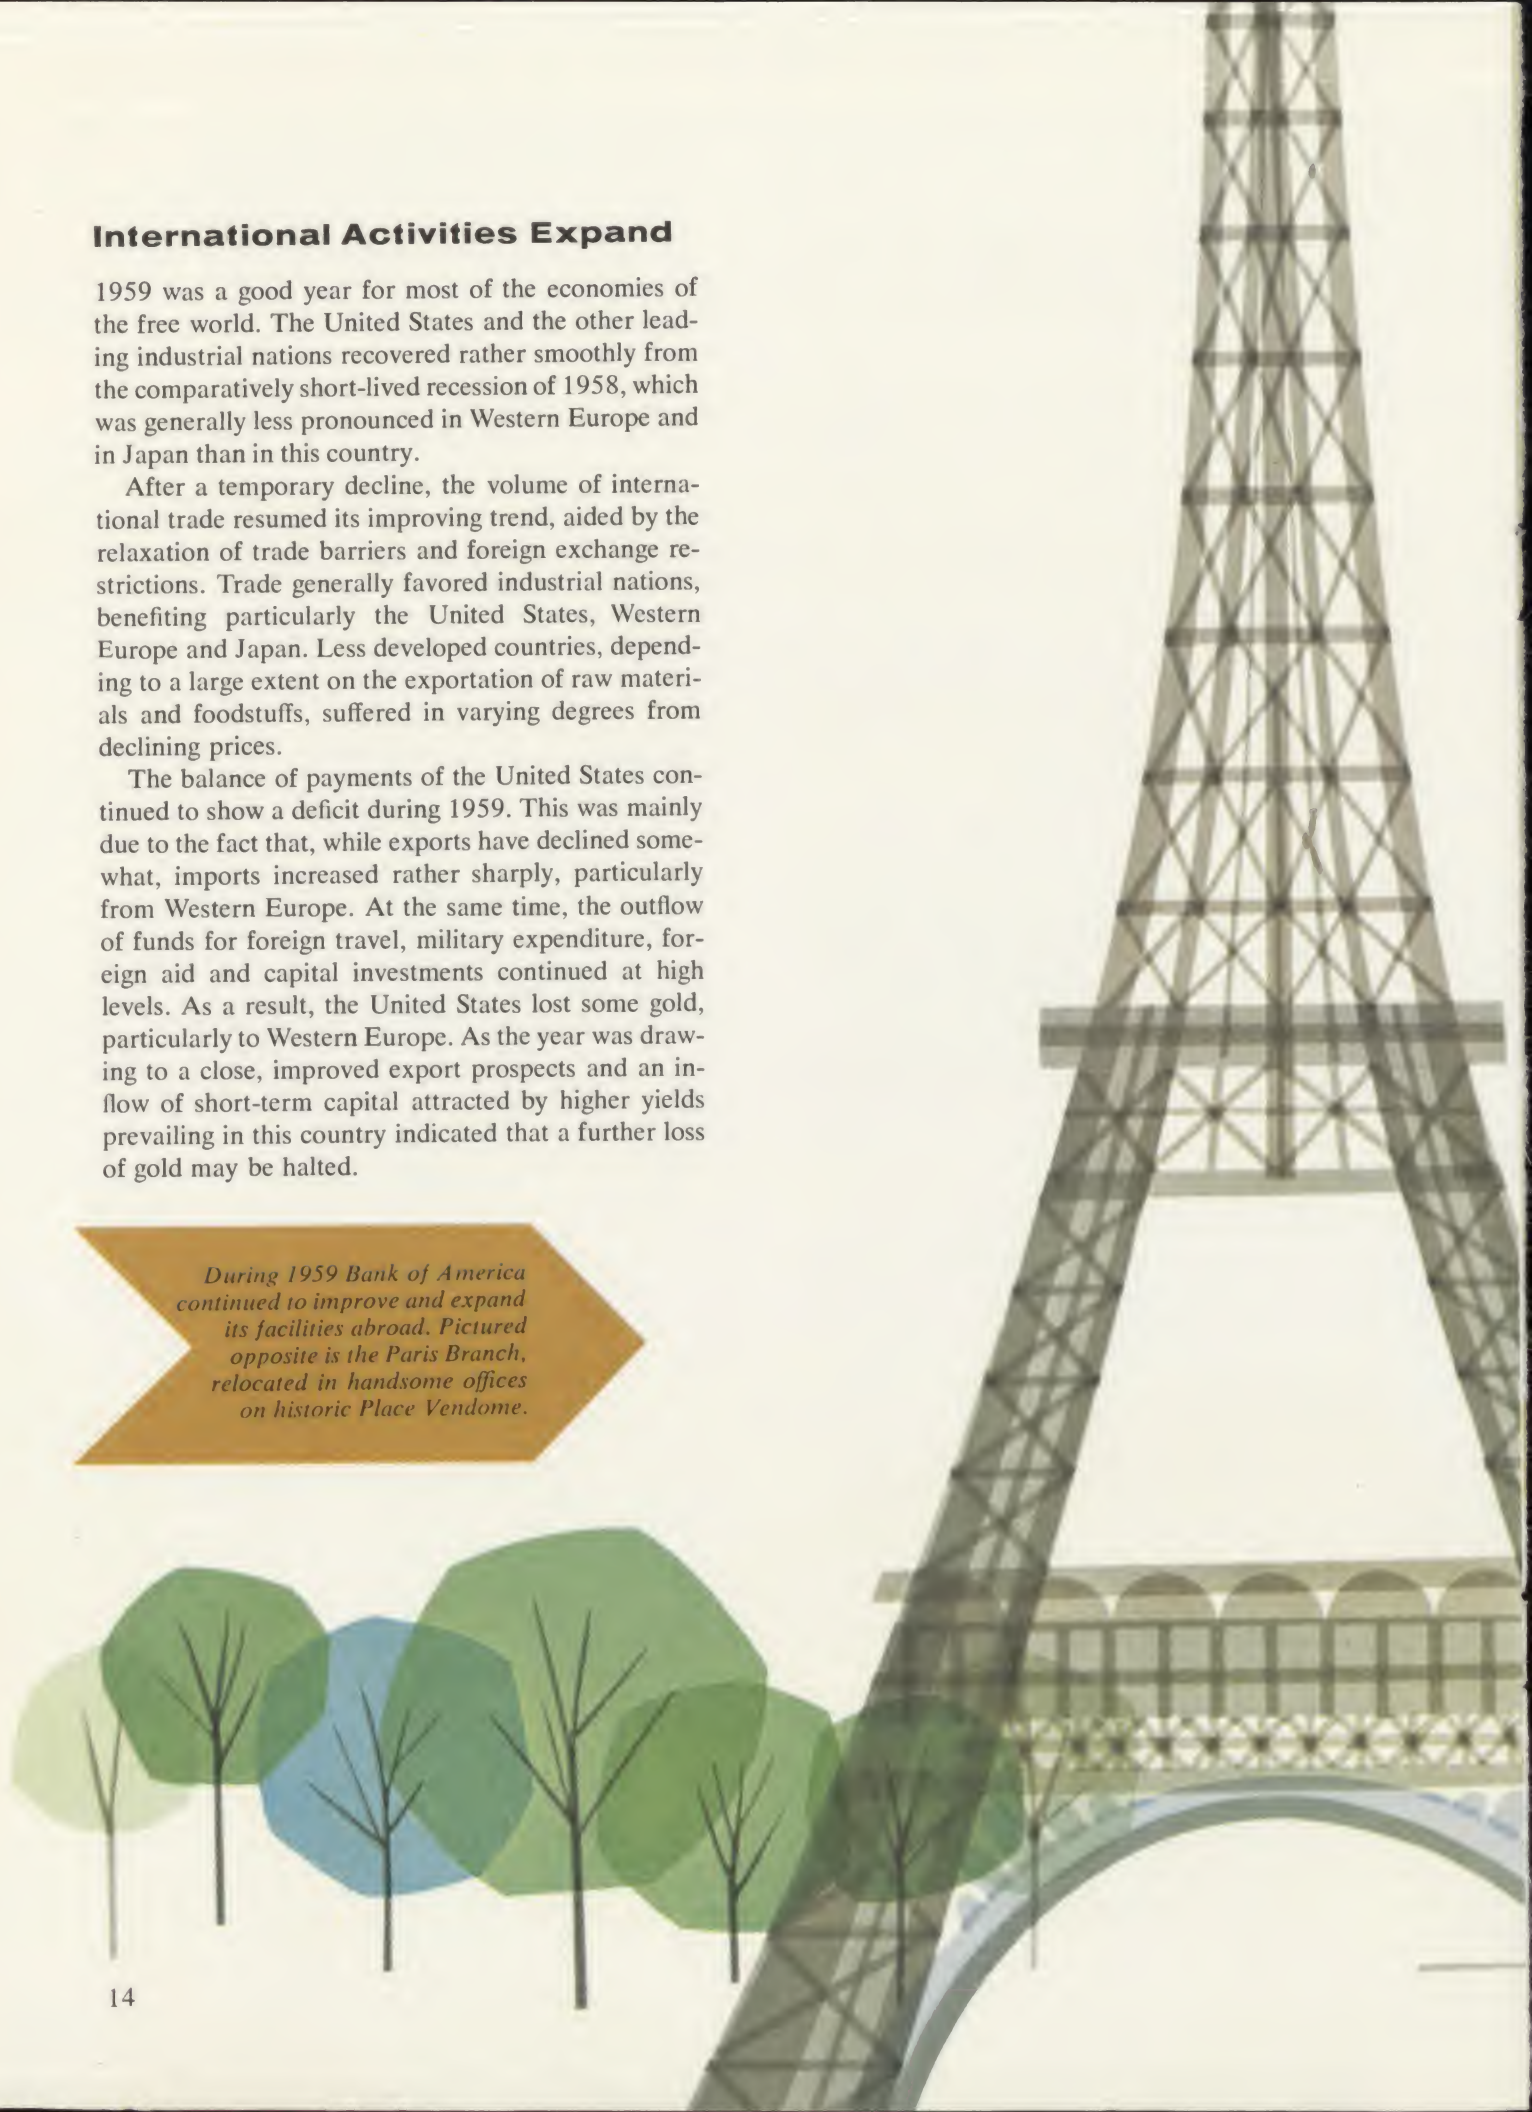 International Activities Expand
1959 was a good year for most of the economies of
the free world. The United States and the other lead-
ing industrial nations recovered rather smoothly from
the comparatively short-lived recession of 1958, which
was generally less pronounced in Western Europe and
in Japan than in this country.
After a temporary decline, the volume of interna-
tional trade resumed its improving trend, aided by the
relaxation of trade barriers and foreign exchange re-
strictions. Trade generally favored industrial nations,
benefiting particularly the United States, Western
Europe and Japan. Less developed countries, depend-
ing to a large extent on the exportation of raw materi-
als and foodstuffs, suffered in varying degrees from
declining prices.
The balance of payments of the United States con-
tinued to show a deficit during 1959. This was mainly
due to the fact that, while exports have declined some-
what, imports increased rather sharply, particularly
from Western Europe. At the same time, the outflow
of funds for foreign travel, military expenditure, for-
eign aid and capital investments continued at high
levels. As a result, the United States lost some gold,
particularly to Western Europe. As the year was draw-
ing to a close, improved export prospects and an in-
flow of short-term capital attracted by higher yields
prevailing in this country indicated that a further loss
of gold may be halted.
During 1959 Bank of America
continued to improve and expand
its facilities abroad. Pictured
opposite is the Paris Branch,
relocated in handsome offices
on historic Place Vendome.
14